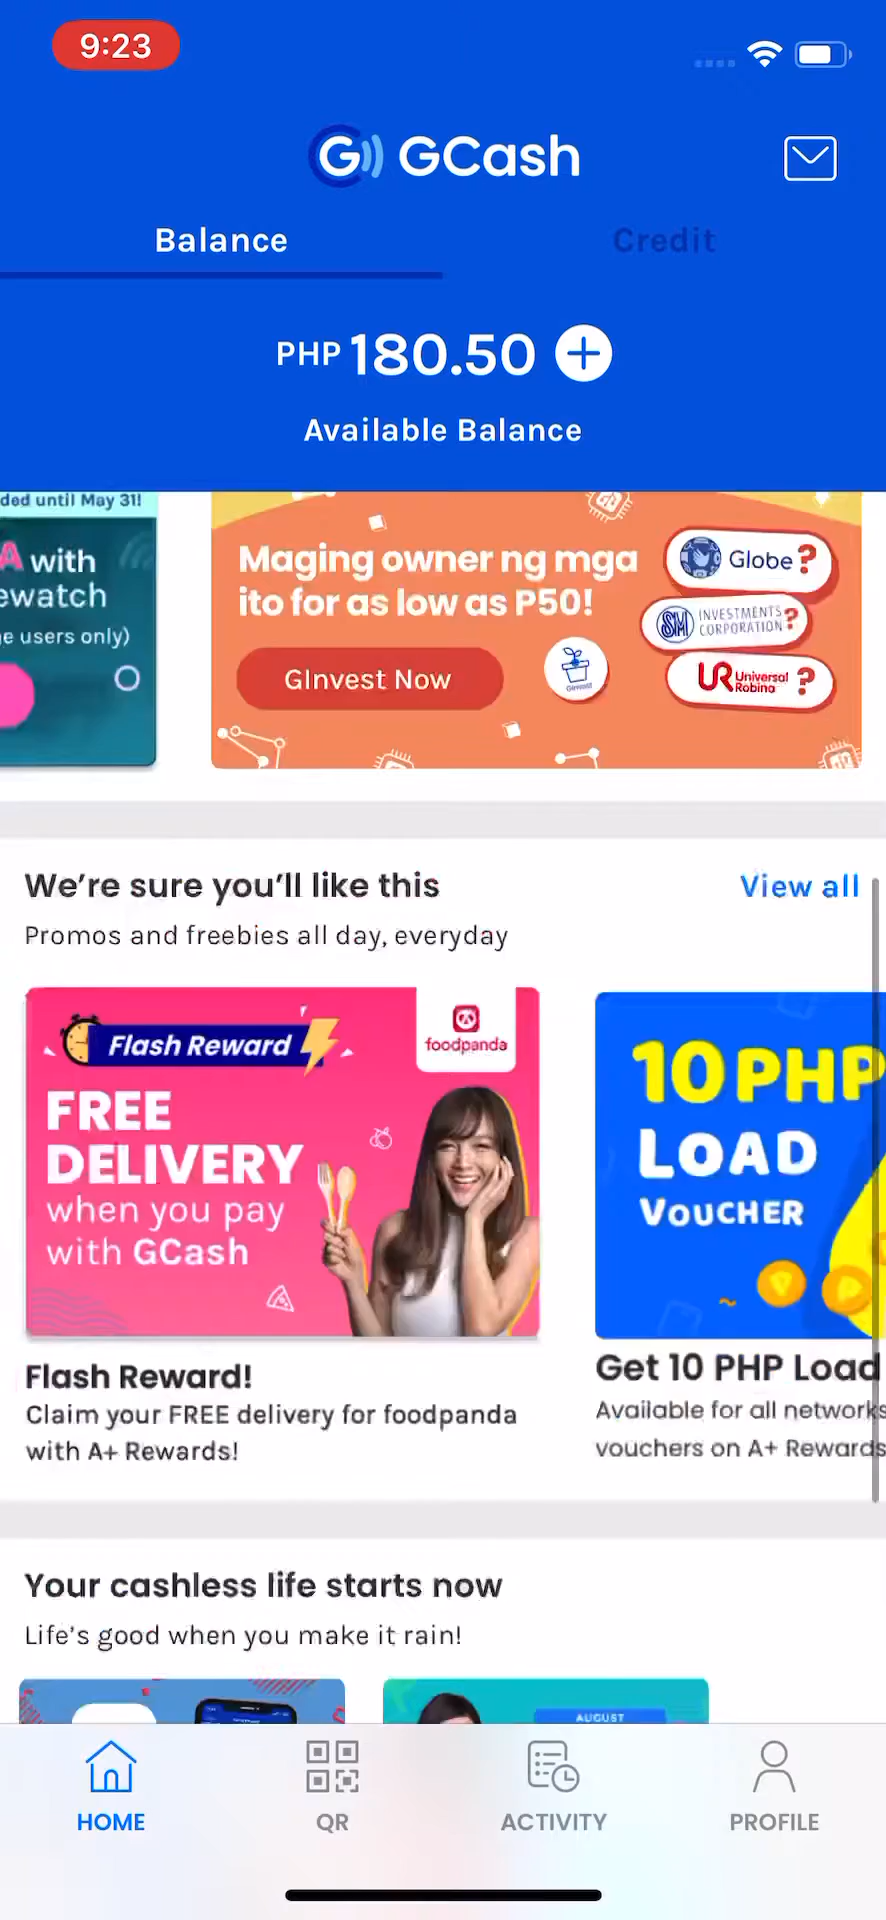 9:23
G GCash
Balance
Credit
PHP 180.50
Available Balance
ded until May 31!
A with
ewatch
e users only)
Maging owner ng mga
ito for as low as P50!
GInvest Now
GInvest
Globe?
SM INVESTMENTS
CORPORATION?
UR Universal
Robina ?
We're sure you'll like this
View all
Promos and freebies all day, everyday
Flash Reward
foodpanda
FREE
DELIVERY
when you pay
with GCash
10 PHP
LOAD
VOUCHER
Flash Reward!
Claim your FREE delivery for foodpanda
with A+ Rewards!
Get 10 PHP Load
Available for all networks
vouchers on A+ Rewards
Your cashless life starts now
Life's good when you make it rain!
AUGUST
HOME
QR
ACTIVITY
PROFILE